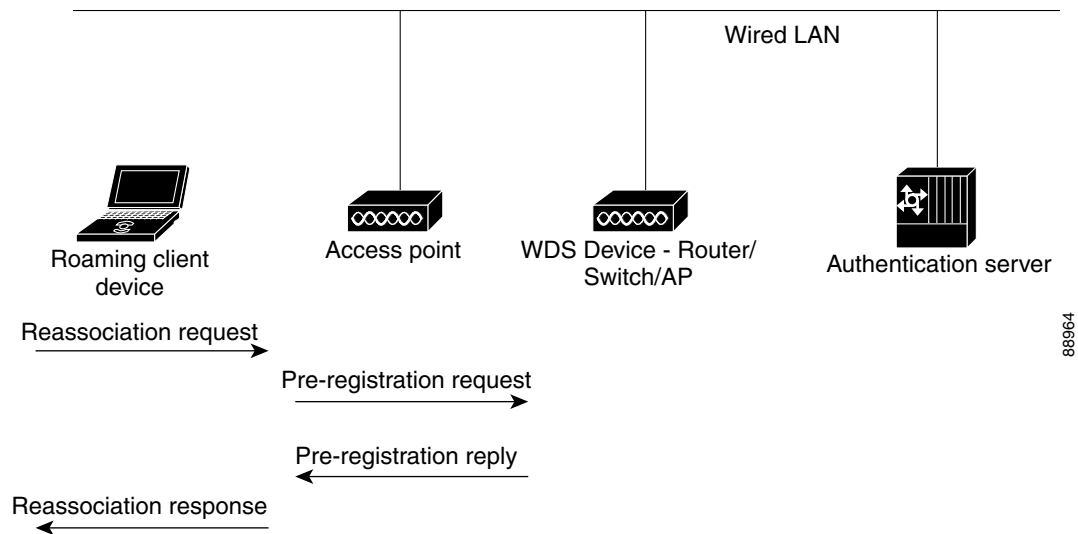 Wired LAN
Roaming client
device
Access point
WDS Device - Router/
Switch/AP
Authentication server
88964
Reassociation request
Pre-registration request
Pre-registration reply
Reassociation response